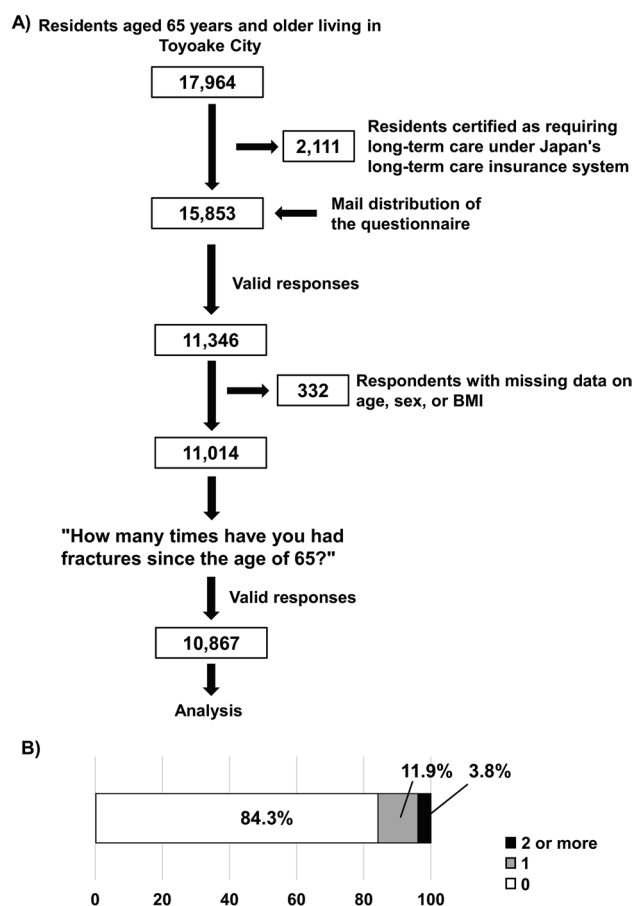 A) Residents aged 65 years and older living in
Toyoake City
17,964
2,111
Residents certified as requiring
long-term care under Japan's
long-term care insurance system
15,853
Mail distribution of
the questionnaire
Valid responses
11,346
332
Respondents with missing data on
age, sex, or BMI
11,014
"How many times have you had
fractures since the age of 65?"
Valid responses
10,867
Analysis
B)
11.9% 3.8%
84.3%
2 or more
1
0
0 20 40 60 80 100